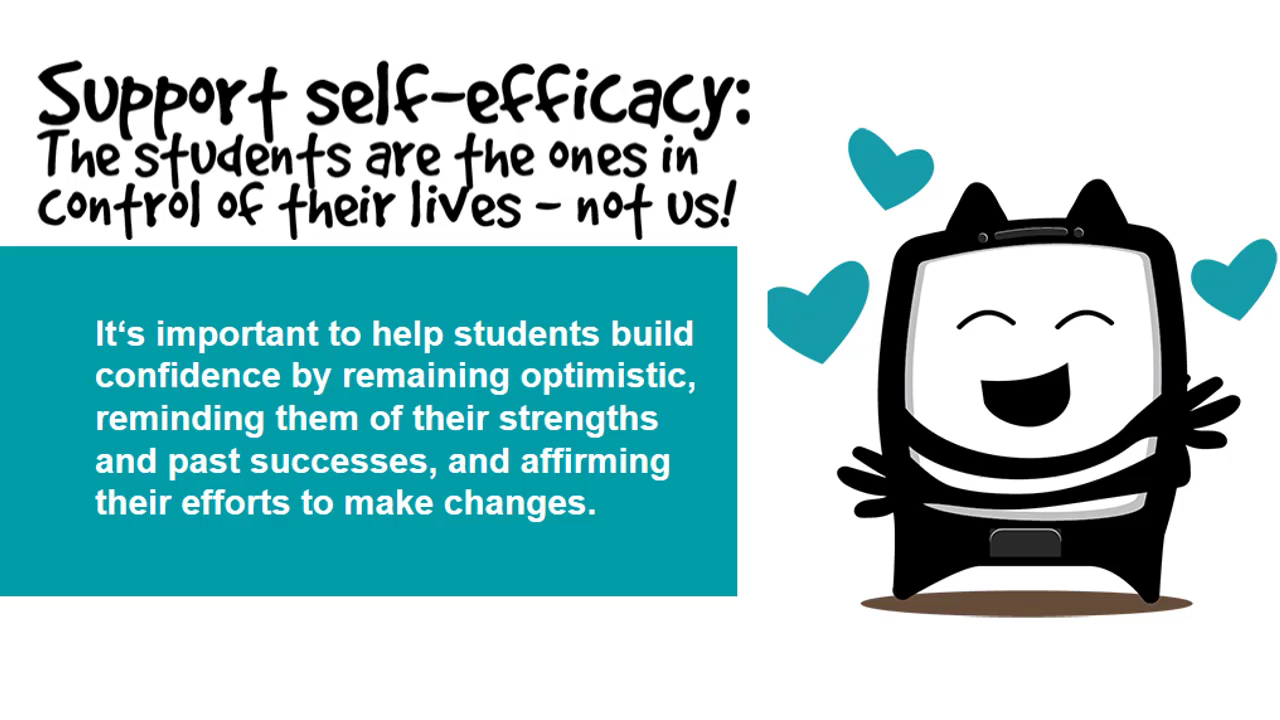 Support self-efficacy:
The students are the ones in
control of their lives - not us!
It‘s important to help students build
confidence by remaining optimistic,
reminding them of their strengths
and past successes, and affirming
their efforts to make changes.